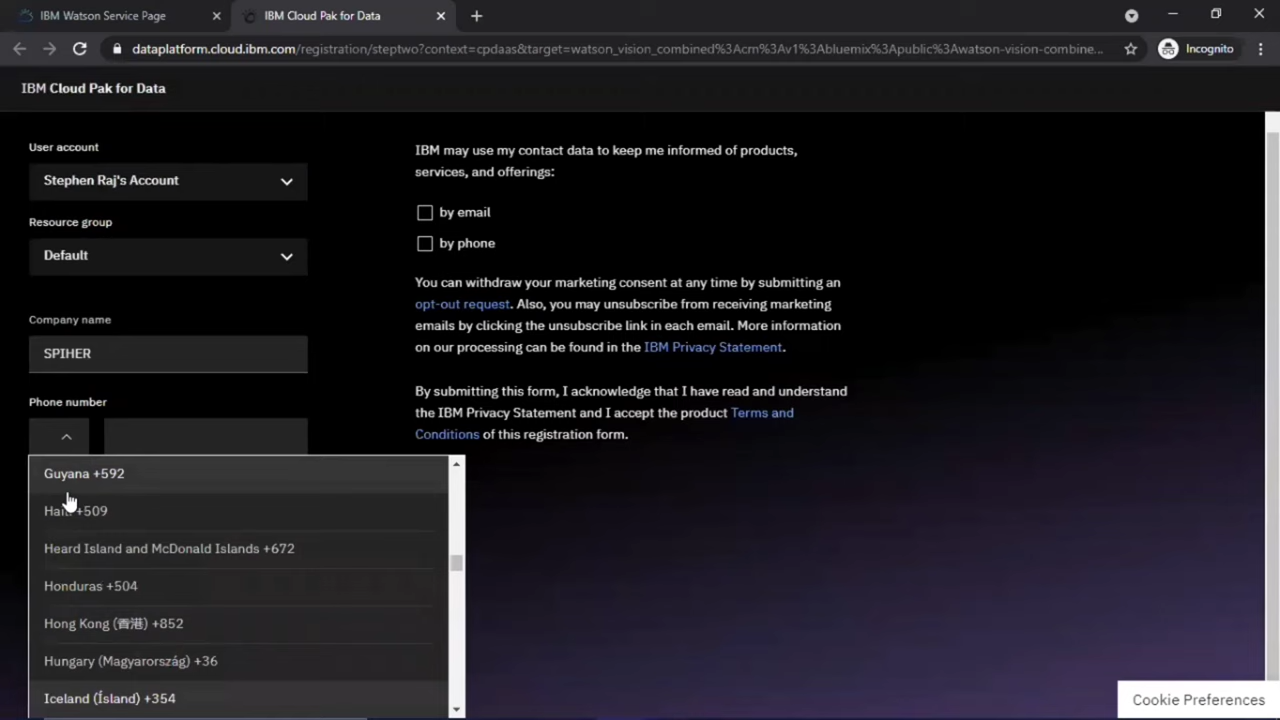 IBM Watson Service Page
IBM Cloud Pak for Data
dataplatform.cloud.ibm.com/registration/steptwo?context=cpdaas&target=watson_vision_combined%3Acrn%3Av1%3Abluemix%3Apublic%3Awatson-vision-combine...
Incognito
IBM Cloud Pak for Data
User account
Stephen Raj's Account
Resource group
Default
Company name
SPIHER
Phone number
Guyana +592
+509
Heard Island and McDonald Islands +672
Honduras +504
Hong Kong (香港) +852
Hungary (Magyarország) +36
Iceland (Ísland) +354
IBM may use my contact data to keep me informed of products,
services, and offerings:
by email
by phone
You can withdraw your marketing consent at any time by submitting an
opt-out request. Also, you may unsubscribe from receiving marketing
emails by clicking the unsubscribe link in each email. More information
on our processing can be found in the IBM Privacy Statement.
By submitting this form, I acknowledge that I have read and understand
the IBM Privacy Statement and I accept the product Terms and
Conditions of this registration form.
Cookie Preferences